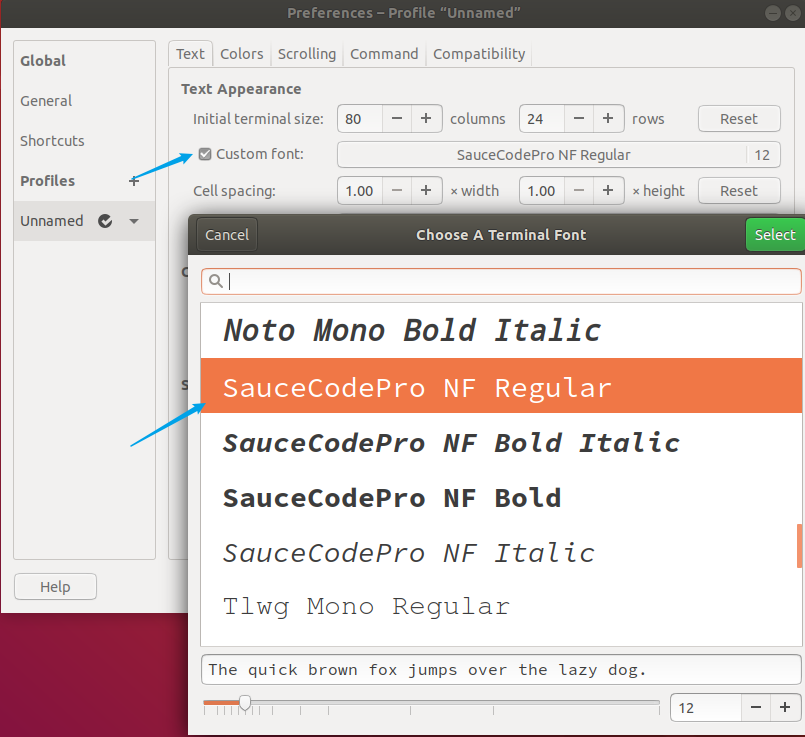 Preferences – Profile “Unnamed”
Global
General
Shortcuts
Profiles
Unnamed
Help
Text Colors Scrolling Command Compatibility
Text Appearance
Initial terminal size: 80 columns 24 rows Reset
Custom font: SauceCodePro NF Regular 12
Cell spacing: 1.00 × width 1.00 × height Reset
Cancel Choose A Terminal Font Select
Noto Mono Bold Italic
SauceCodePro NF Regular
SauceCodePro NF Bold Italic
SauceCodePro NF Bold
SauceCodePro NF Italic
Tlwg Mono Regular
The quick brown fox jumps over the lazy dog.
12